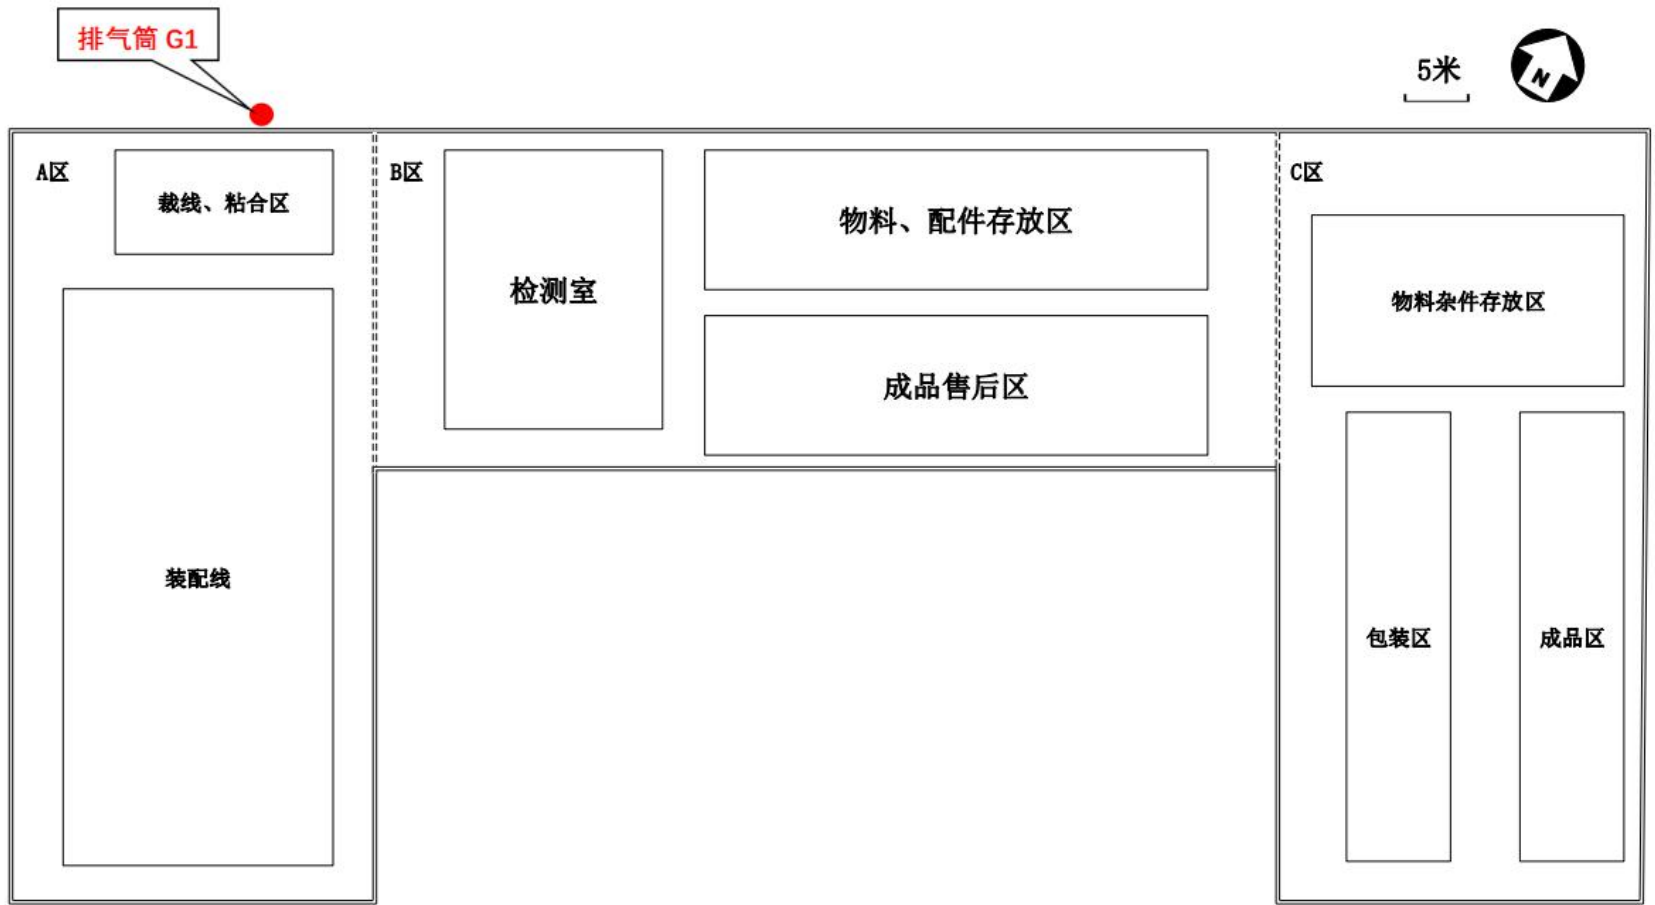 排气筒 G1
5米
N
A区
裁线、粘合区
装配线
B区
检测室
物料、配件存放区
成品售后区
C区
物料杂件存放区
包装区
成品区